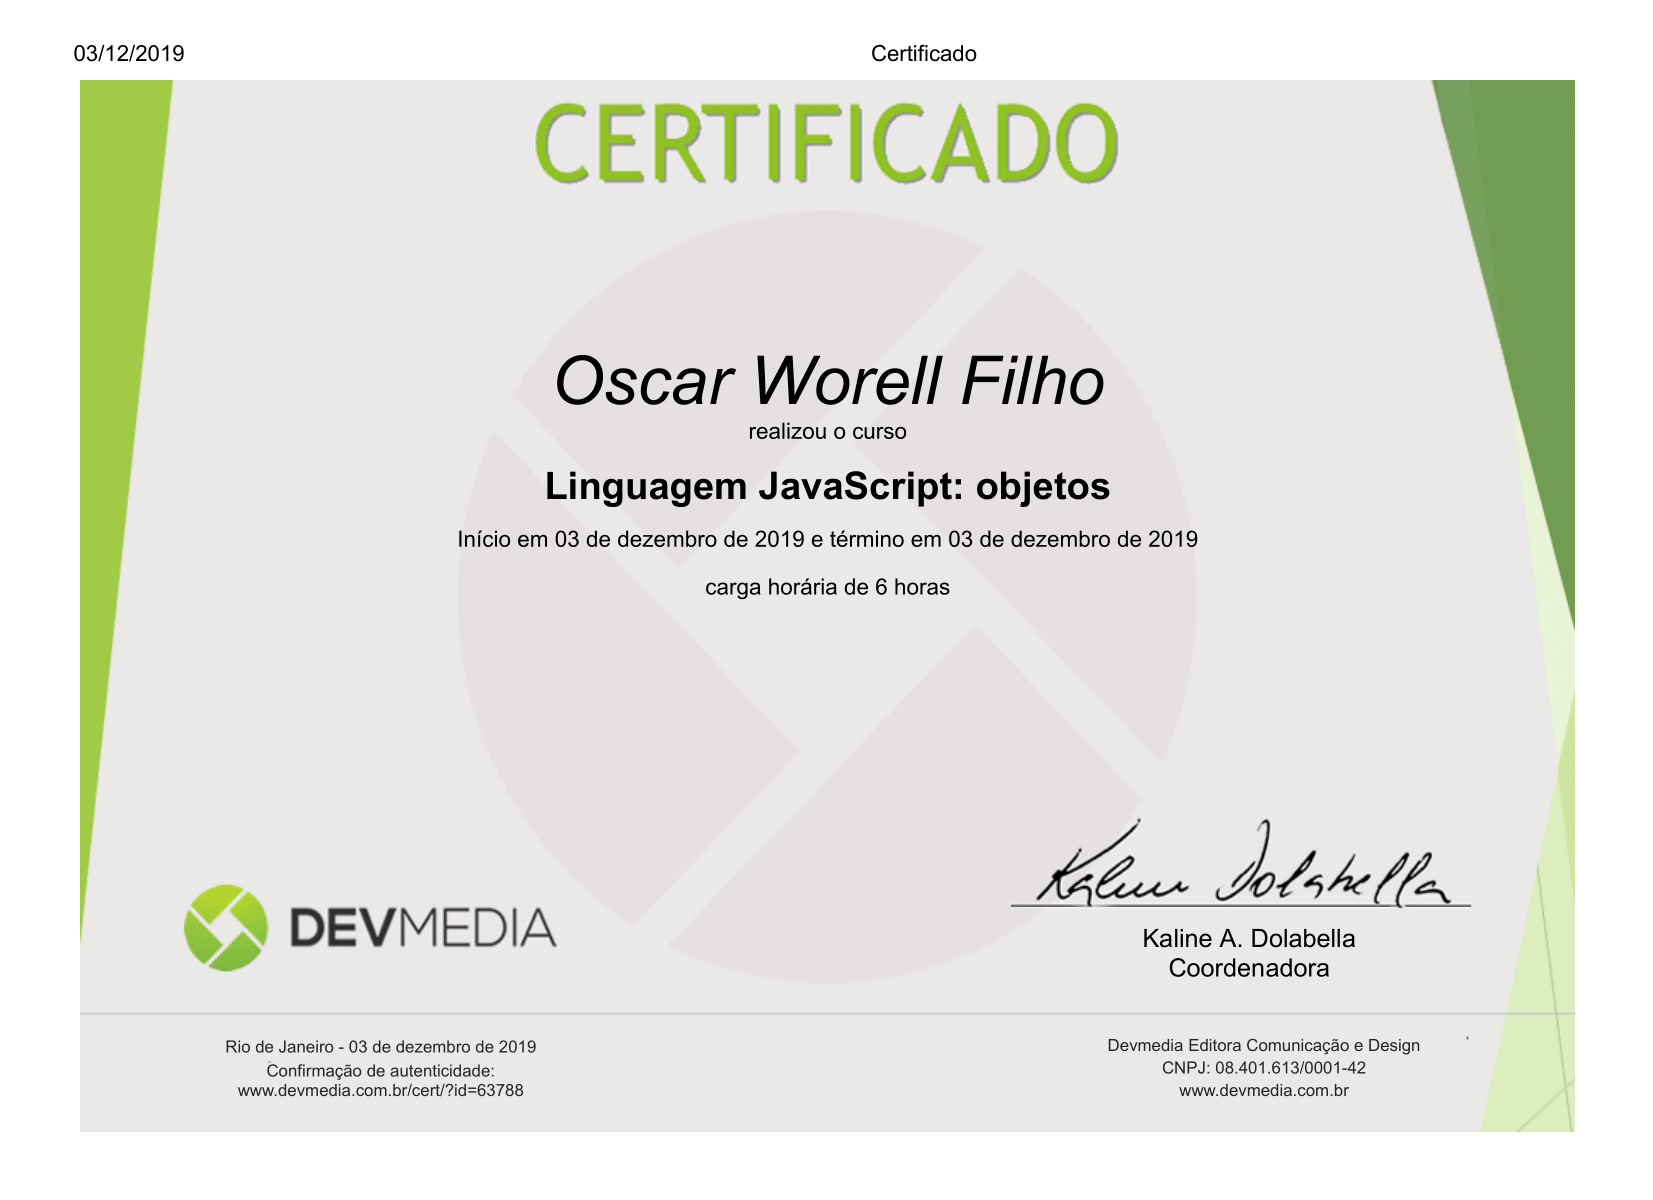 03/12/2019 Certificado
CERTIFICADO
Oscar Worell Filho
realizou o curso
Linguagem JavaScript: objetos
Início em 03 de dezembro de 2019 e término em 03 de dezembro de 2019
carga horária de 6 horas
Kaline Dolabella
DEVMEDIA
Kaline A. Dolabella
Coordenadora
Rio de Janeiro - 03 de dezembro de 2019
Confirmação de autenticidade:
www.devmedia.com.br/cert/?id=63788
Devmedia Editora Comunicação e Design
CNPJ: 08.401.613/0001-42
www.devmedia.com.br